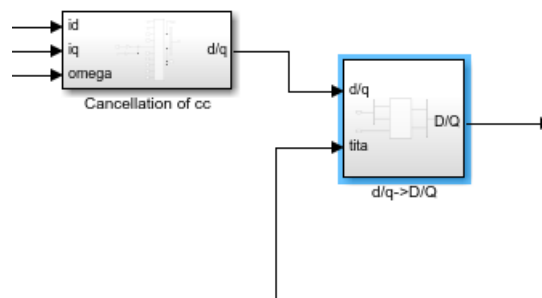 id
iq
omega
d/q
Cancellation of cc
d/q
tita
D/Q
d/q->D/Q